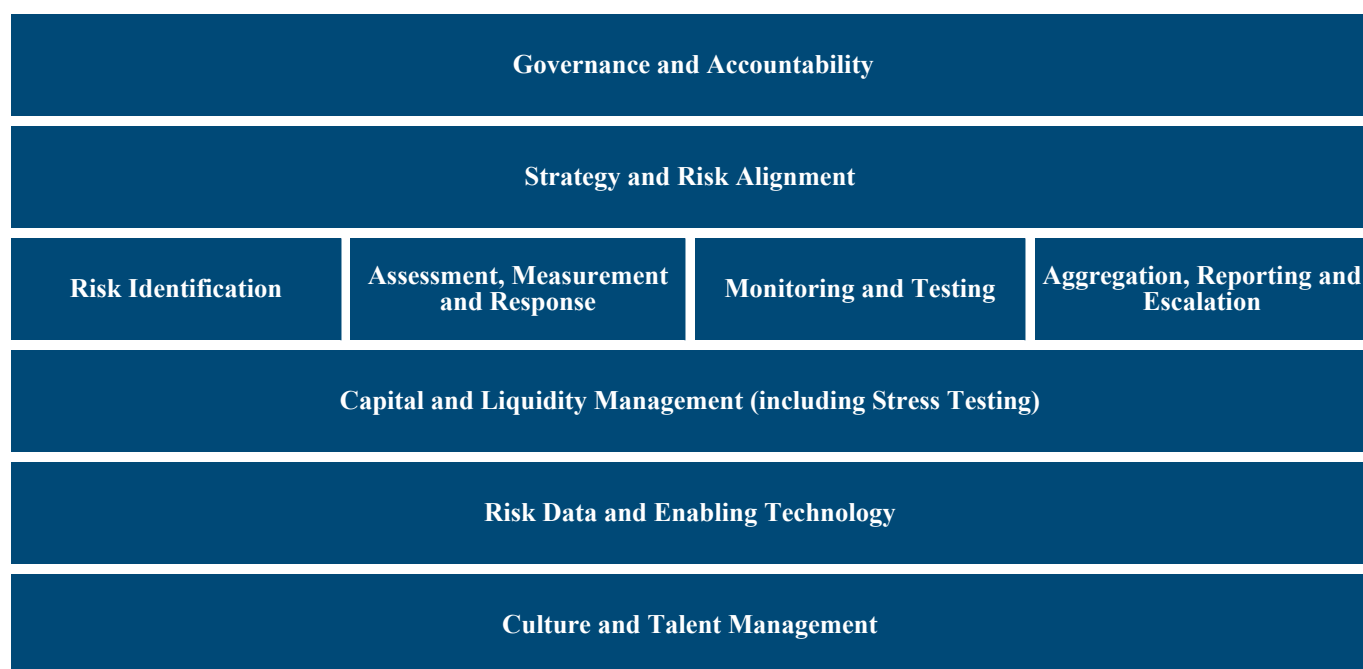 Governance and Accountability
Strategy and Risk Alignment
Risk Identification
Assessment, Measurement
and Response
Monitoring and Testing
Aggregation, Reporting and
Escalation
Capital and Liquidity Management (including Stress Testing)
Risk Data and Enabling Technology
Culture and Talent Management